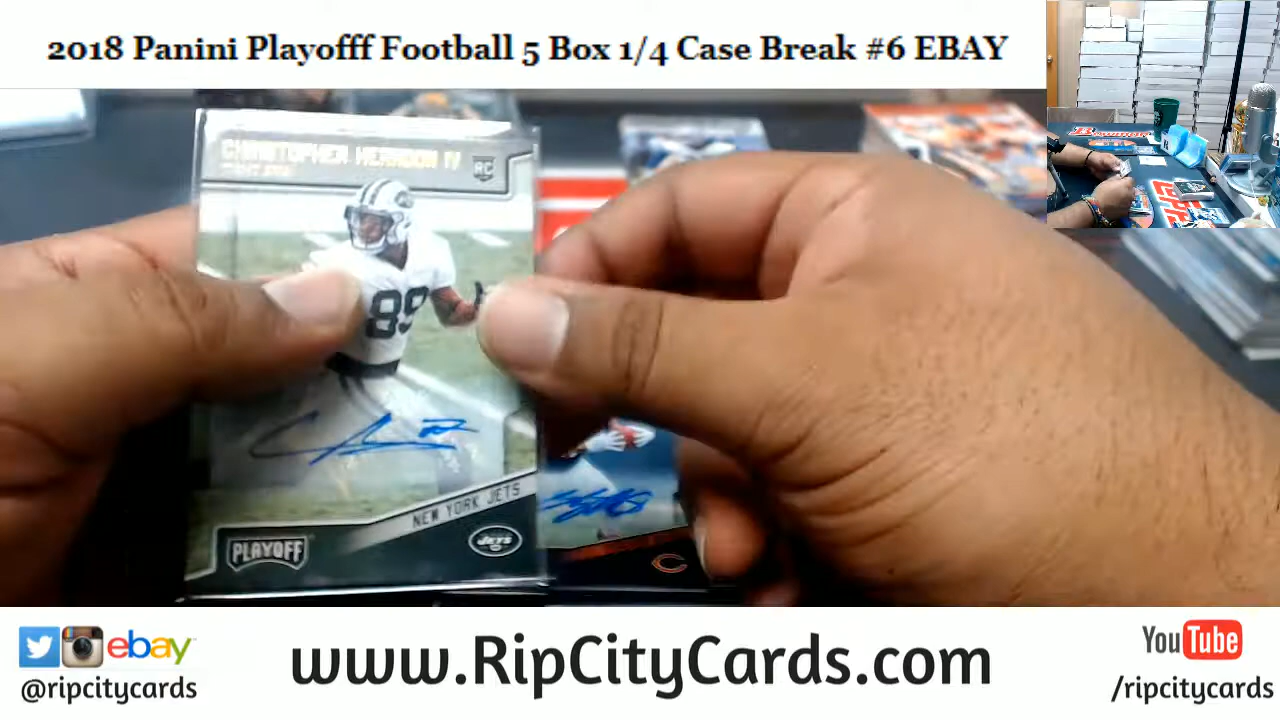 2018 Panini Playofff Football 5 Box 1/4 Case Break #6 EBAY
CHRISTOPHER HERNDON IV
RC
89
NEW YORK JETS
JETS
PLAYOFF
ebay
@ripcitycards
www.RipCityCards.com
YouTube
/ripcitycards